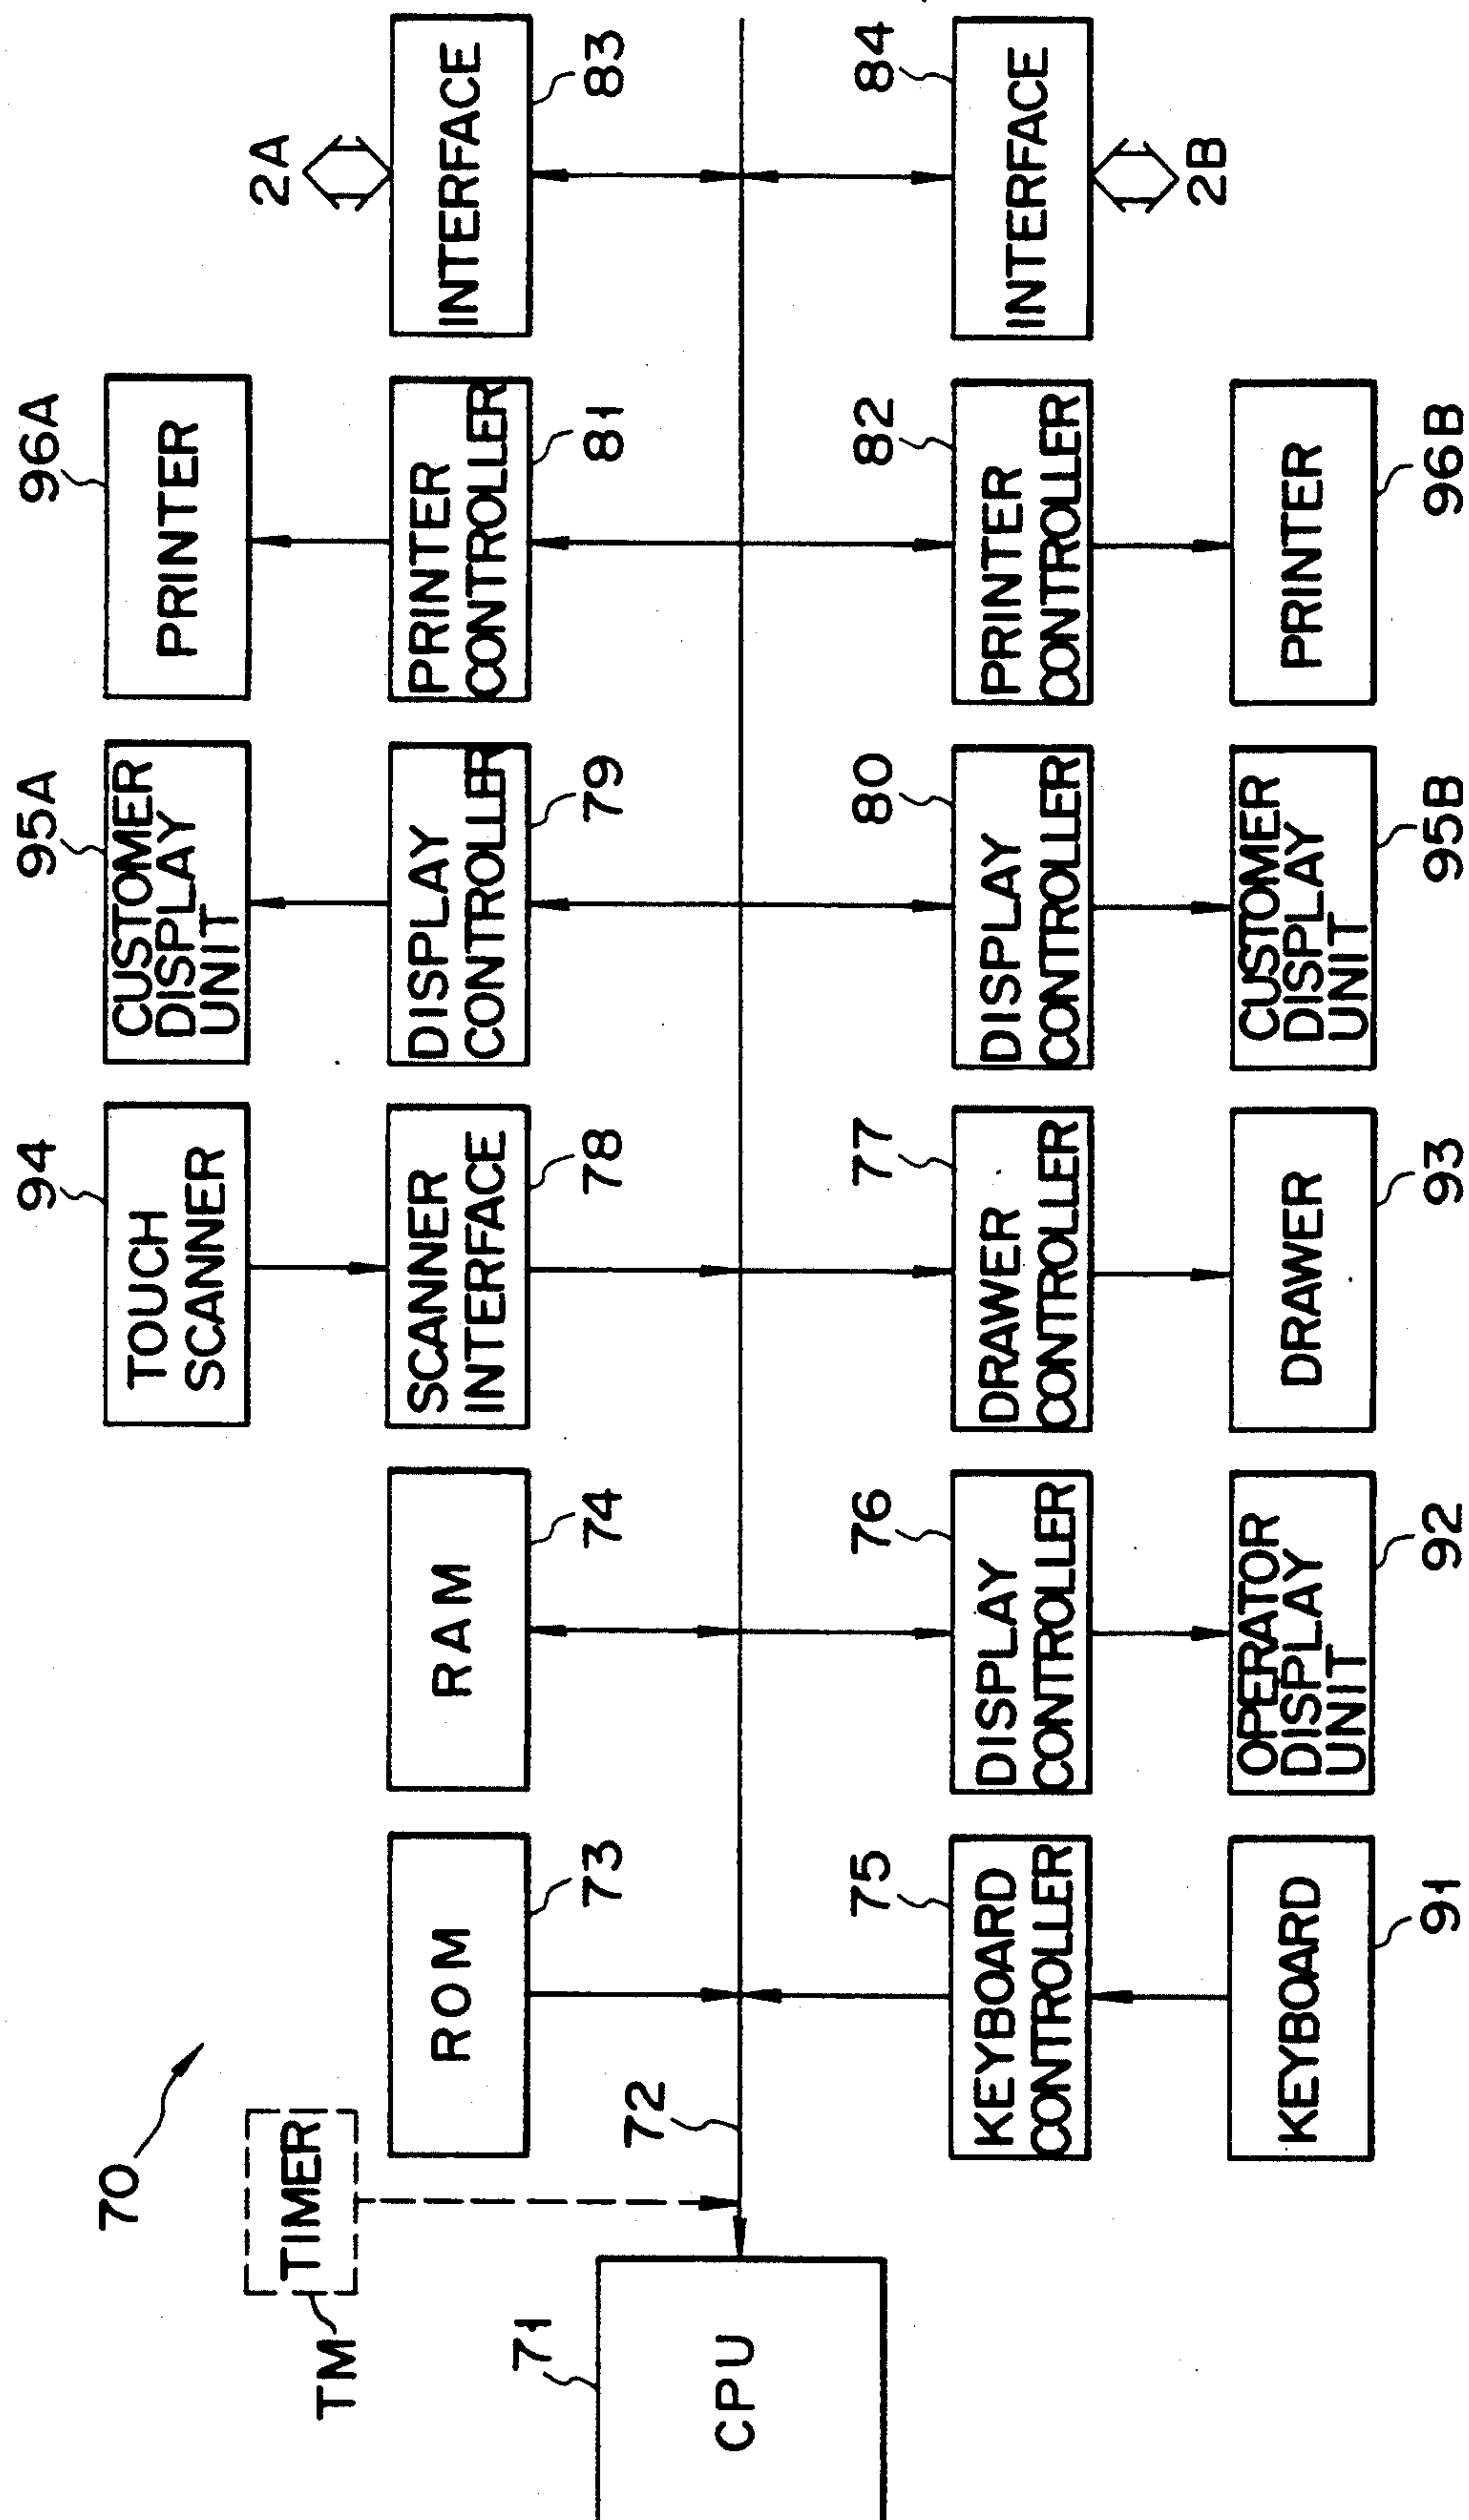 70
TM
TIMER
71
CPU
72
ROM
73
RAM
74
94
TOUCH
SCANNER
SCANNER
INTERFACE
78
95A
CUSTOMER
DISPLAY
UNIT
DISPLAY
CONTROLLER
79
96A
PRINTER
PRINTER
CONTROLLER
81
2A
INTERFACE
83
75
KEYBOARD
CONTROLLER
KEYBOARD
91
76
DISPLAY
CONTROLLER
OPERATOR
DISPLAY
UNIT
92
77
DRAWER
CONTROLLER
DRAWER
93
80
DISPLAY
CONTROLLER
CUSTOMER
DISPLAY
UNIT
95B
82
PRINTER
CONTROLLER
PRINTER
96B
84
INTERFACE
2B